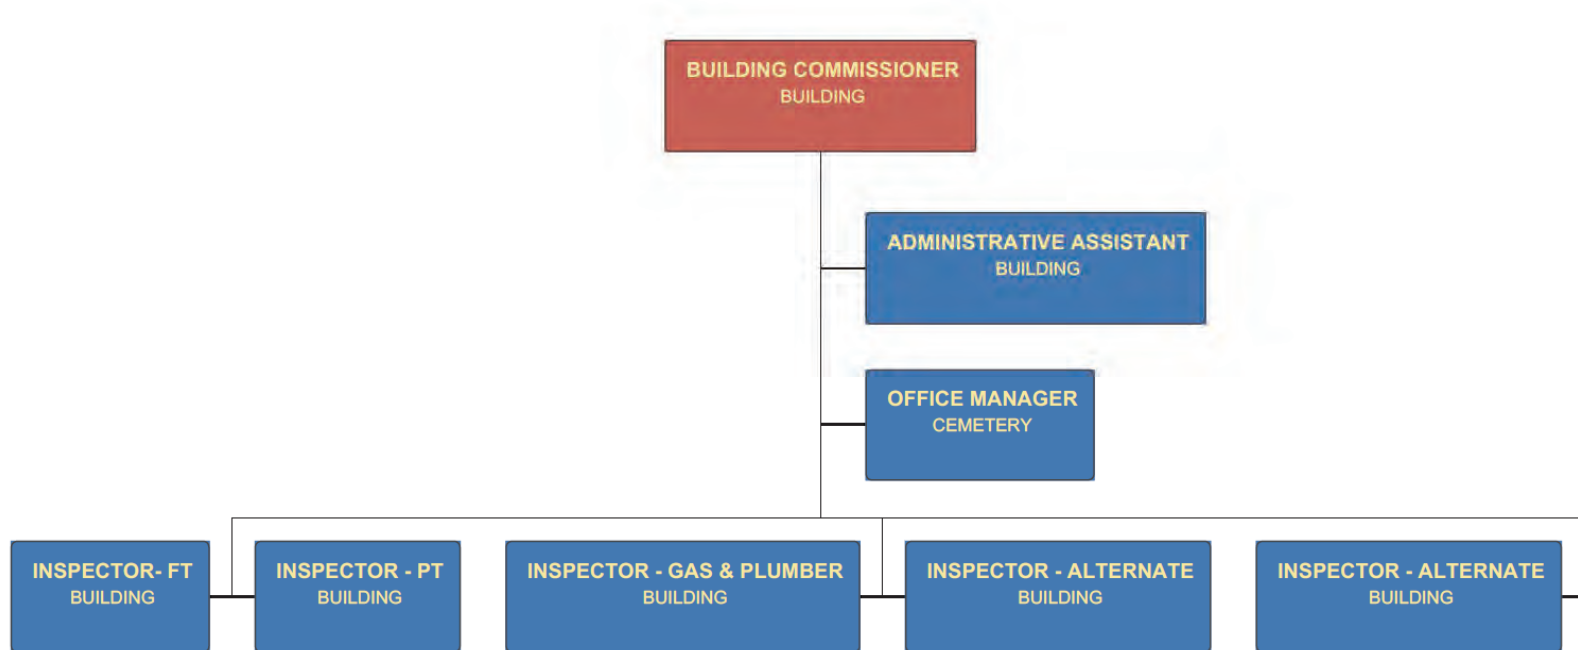 BUILDING COMMISSIONER
BUILDING
ADMINISTRATIVE ASSISTANT
BUILDING
OFFICE MANAGER
CEMETERY
INSPECTOR- FT
BUILDING
INSPECTOR - PT
BUILDING
INSPECTOR - GAS & PLUMBER
BUILDING
INSPECTOR - ALTERNATE
BUILDING
INSPECTOR - ALTERNATE
BUILDING